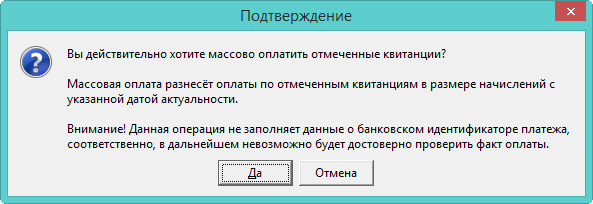 Подтверждение
Вы действительно хотите массово оплатить отмеченные квитанции?
Массовая оплата разнесёт оплаты по отмеченным квитанциям в размере начислений с
указанной датой актуальности.
Внимание! Данная операция не заполняет данные о банковском идентификаторе платежа,
соответственно, в дальнейшем невозможно будет достоверно проверить факт оплаты.
Да
Отмена